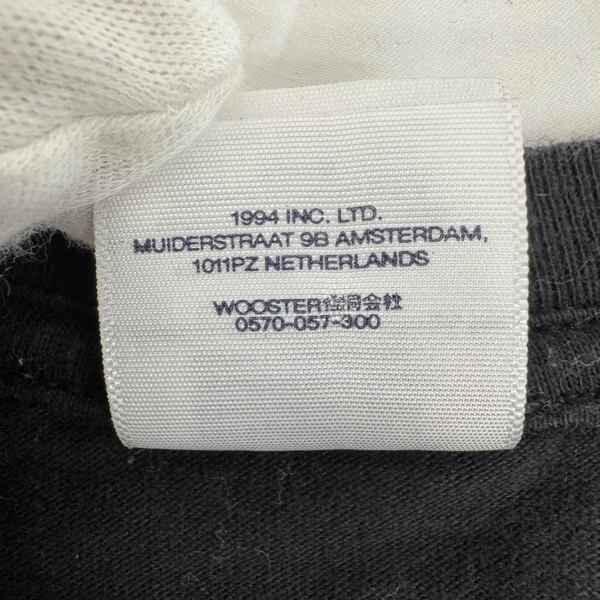 1994 INC. LTD.
MUIDERSTRAAT 9B AMSTERDAM,
1011PZ NETHERLANDS
WOOSTER合同会社
0570-057-300